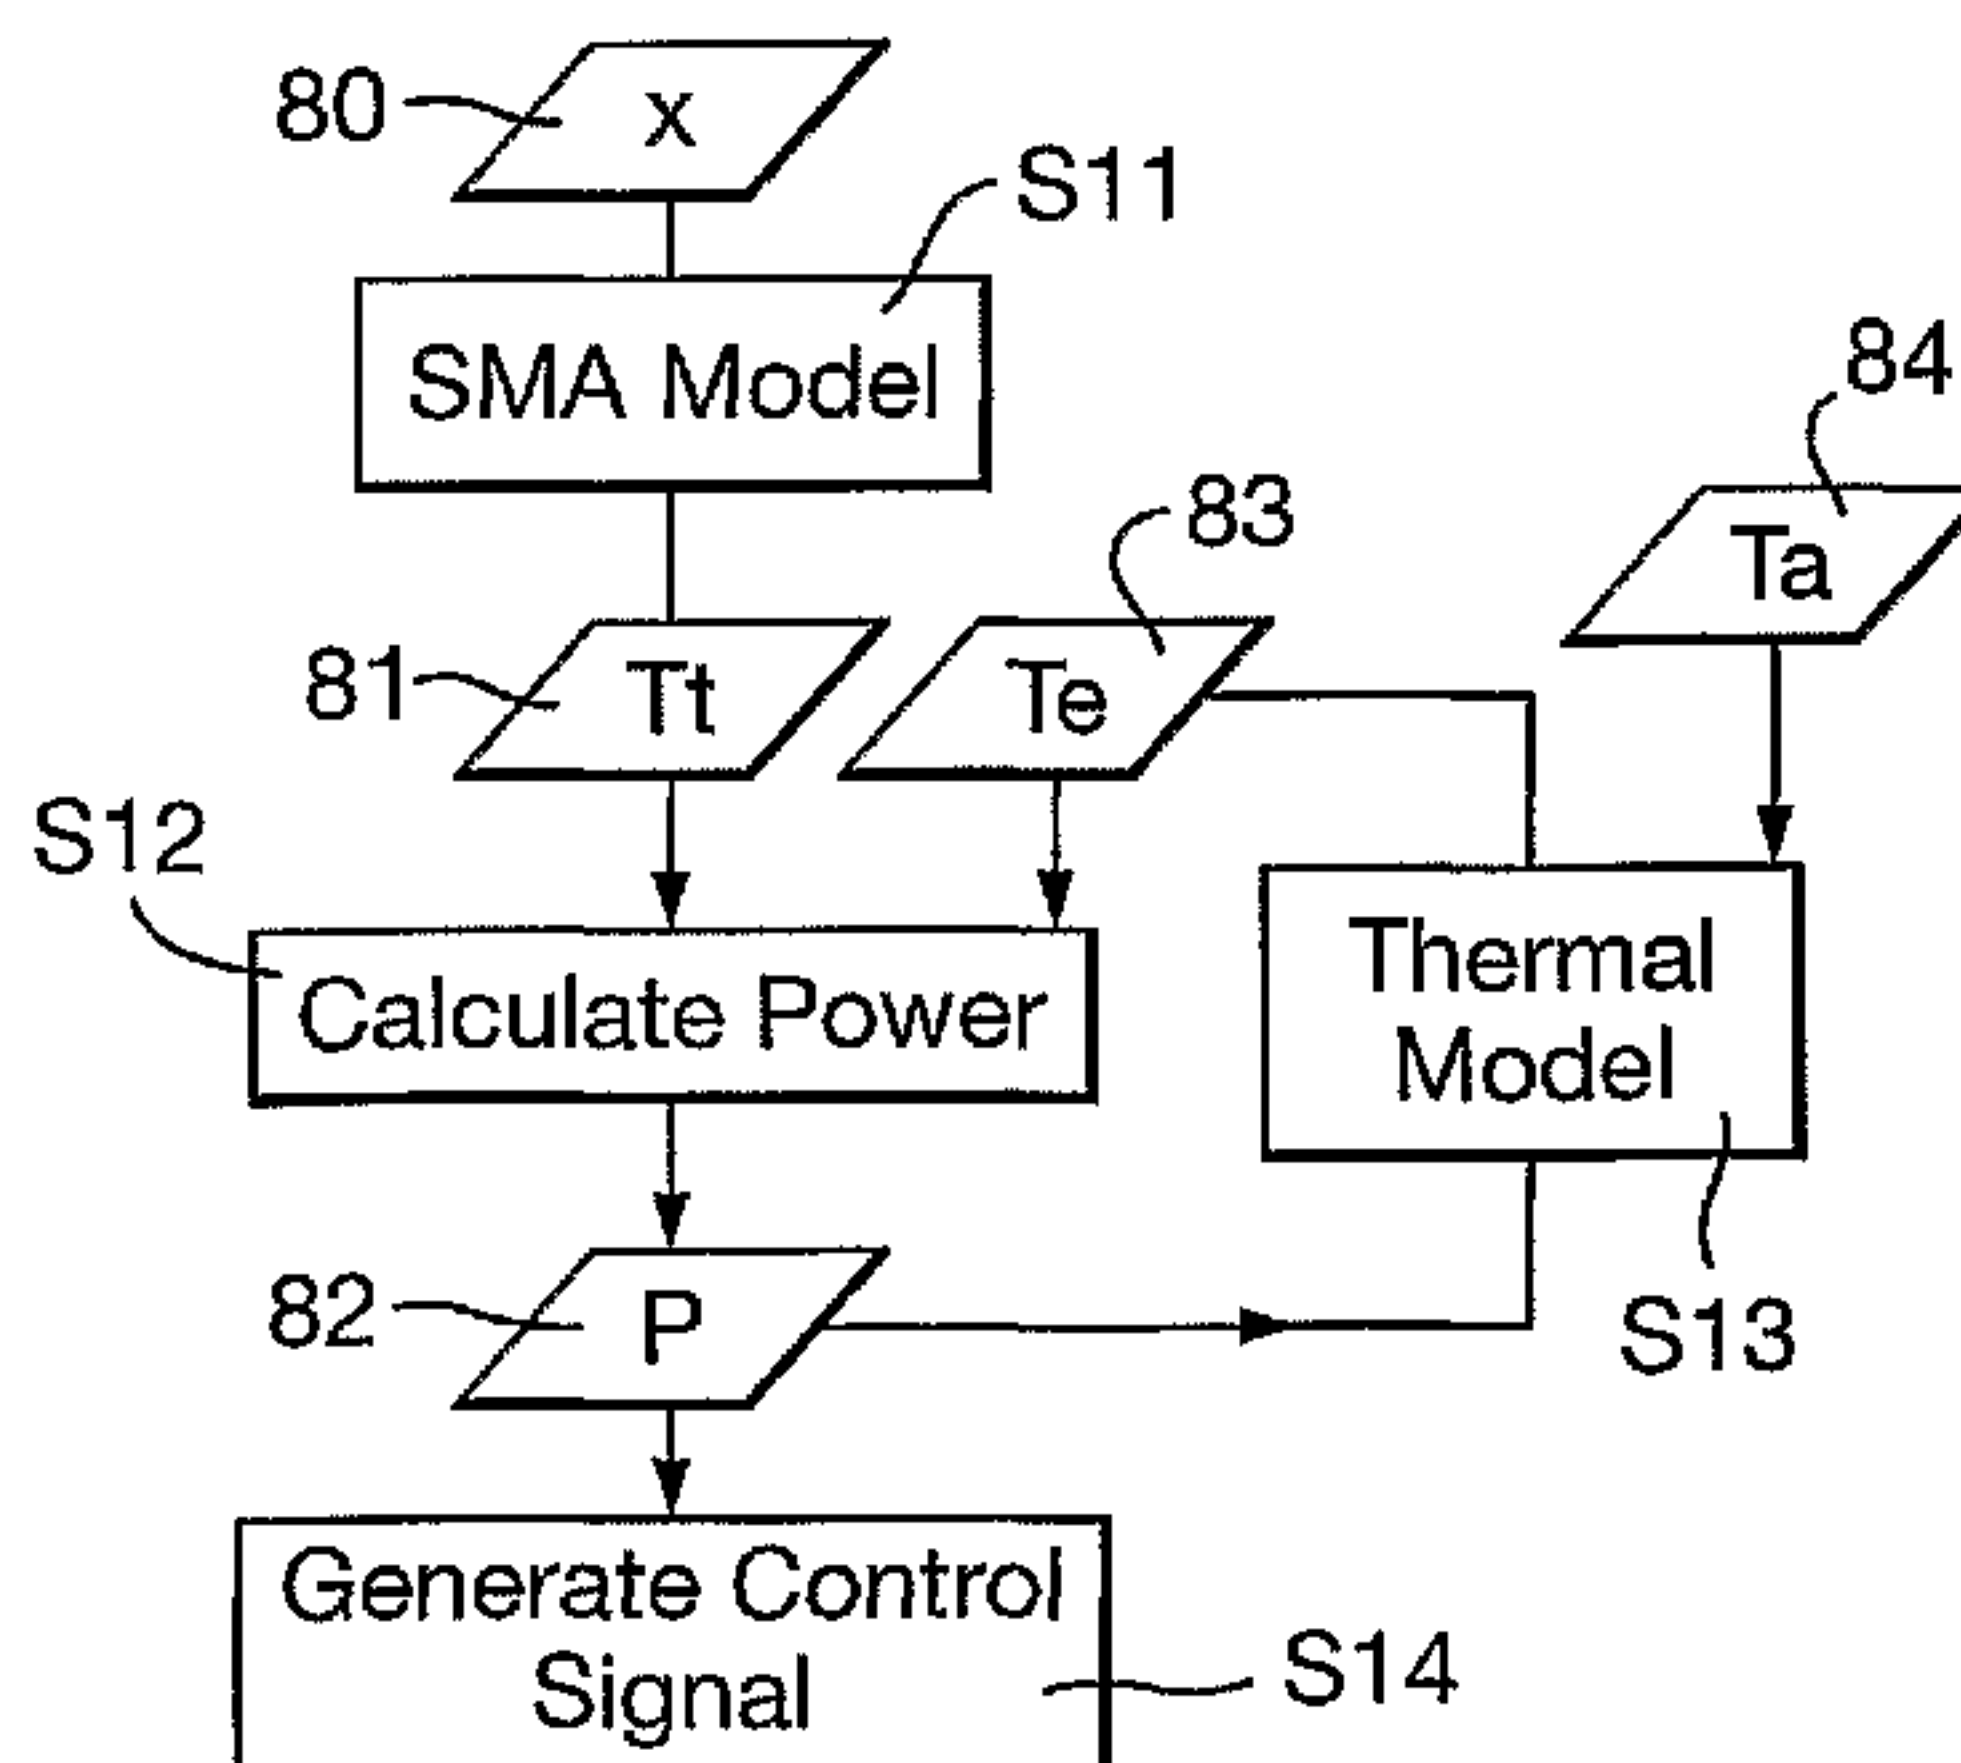 80
x
S11
SMA Model
84
83
Ta
81
Tt
Te
S12
Calculate Power
Thermal
Model
82
P
S13
Generate Control
Signal
S14